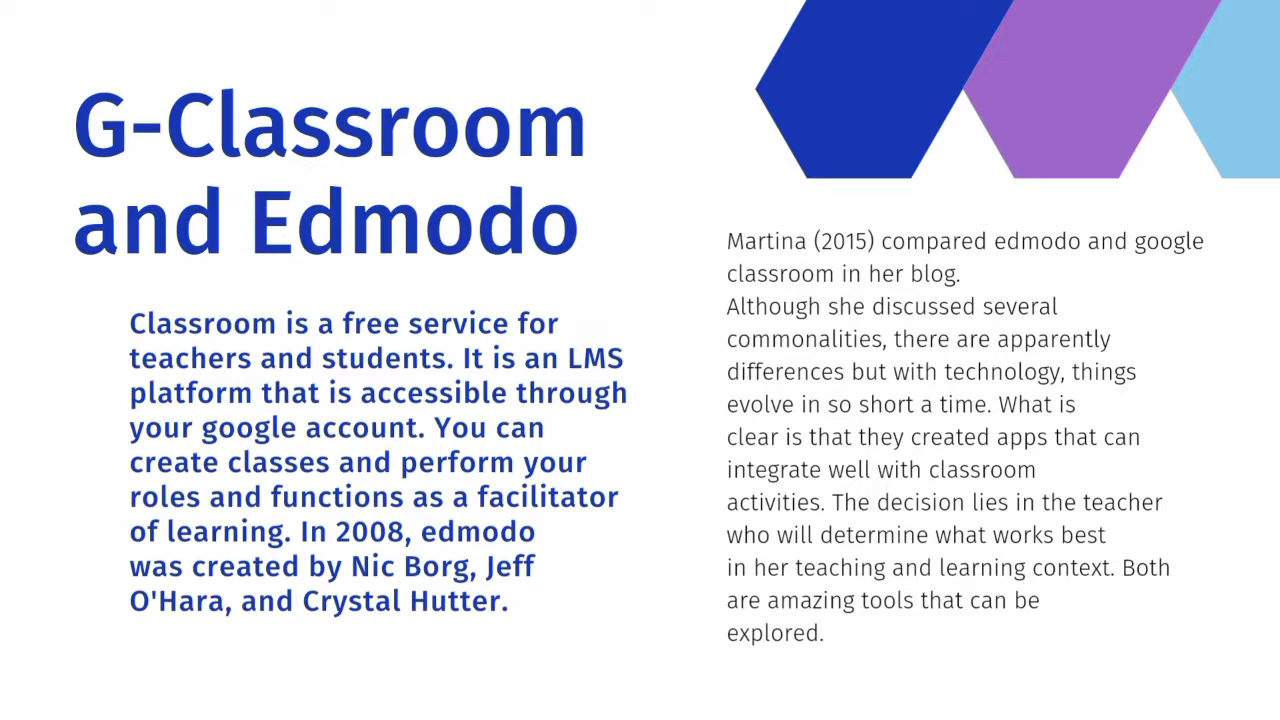 G-Classroom
and Edmodo
Classroom is a free service for
teachers and students. It is an LMS
platform that is accessible through
your google account. You can
create classes and perform your
roles and functions as a facilitator
of learning. In 2008, edmodo
was created by Nic Borg, Jeff
O'Hara, and Crystal Hutter.
Martina (2015) compared edmodo and google
classroom in her blog.
Although she discussed several
commonalities, there are apparently
differences but with technology, things
evolve in so short a time. What is
clear is that they created apps that can
integrate well with classroom
activities. The decision lies in the teacher
who will determine what works best
in her teaching and learning context. Both
are amazing tools that can be
explored.